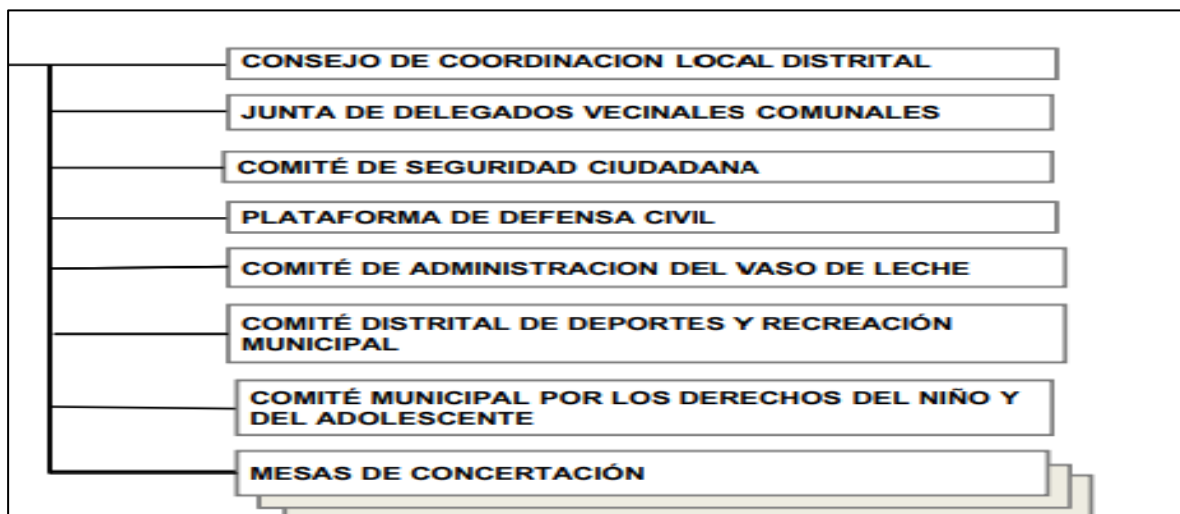 CONSEJO DE COORDINACION LOCAL DISTRITAL
JUNTA DE DELEGADOS VECINALES COMUNALES
COMITÉ DE SEGURIDAD CIUDADANA
PLATAFORMA DE DEFENSA CIVIL
COMITÉ DE ADMINISTRACION DEL VASO DE LECHE
COMITÉ DISTRITAL DE DEPORTES Y RECREACIÓN
MUNICIPAL
COMITÉ MUNICIPAL POR LOS DERECHOS DEL NIÑO Y
DEL ADOLESCENTE
MESAS DE CONCERTACIÓN